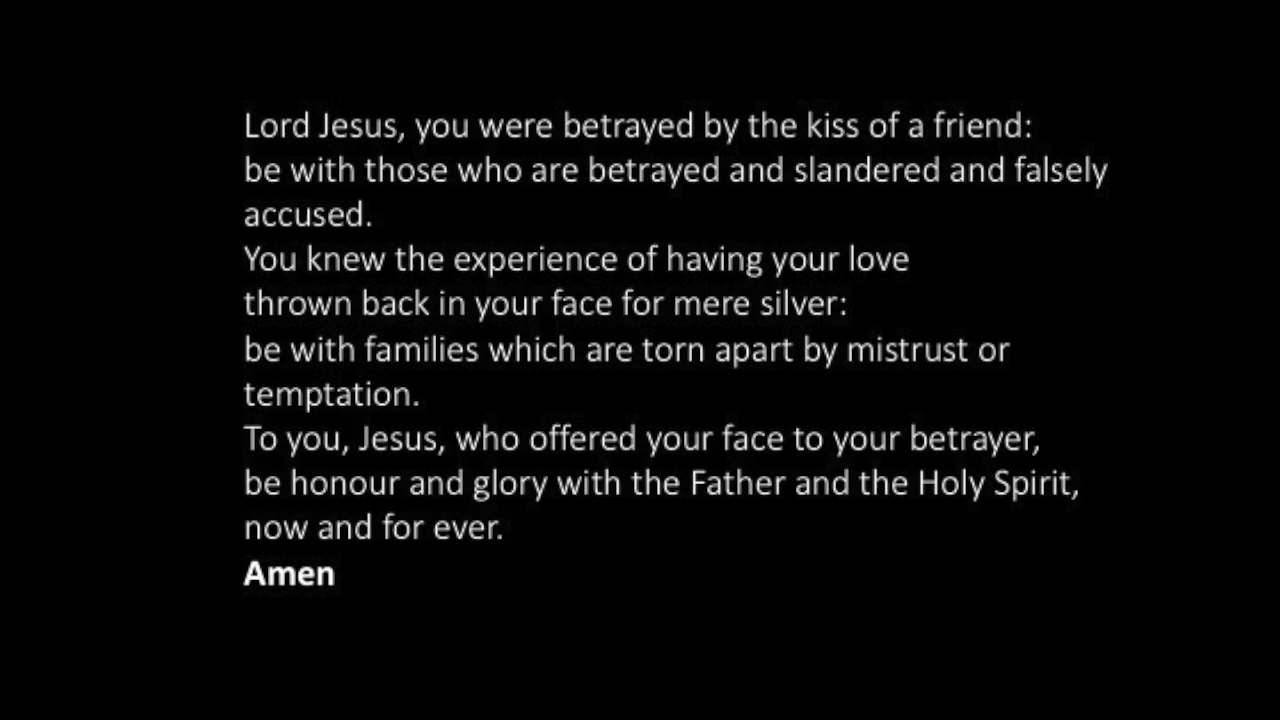 Lord Jesus, you were betrayed by the kiss of a friend:
be with those who are betrayed and slandered and falsely
accused.
You knew the experience of having your love
thrown back in your face for mere silver:
be with families which are torn apart by mistrust or
temptation.
To you, Jesus, who offered your face to your betrayer,
be honour and glory with the Father and the Holy Spirit,
now and for ever.
Amen